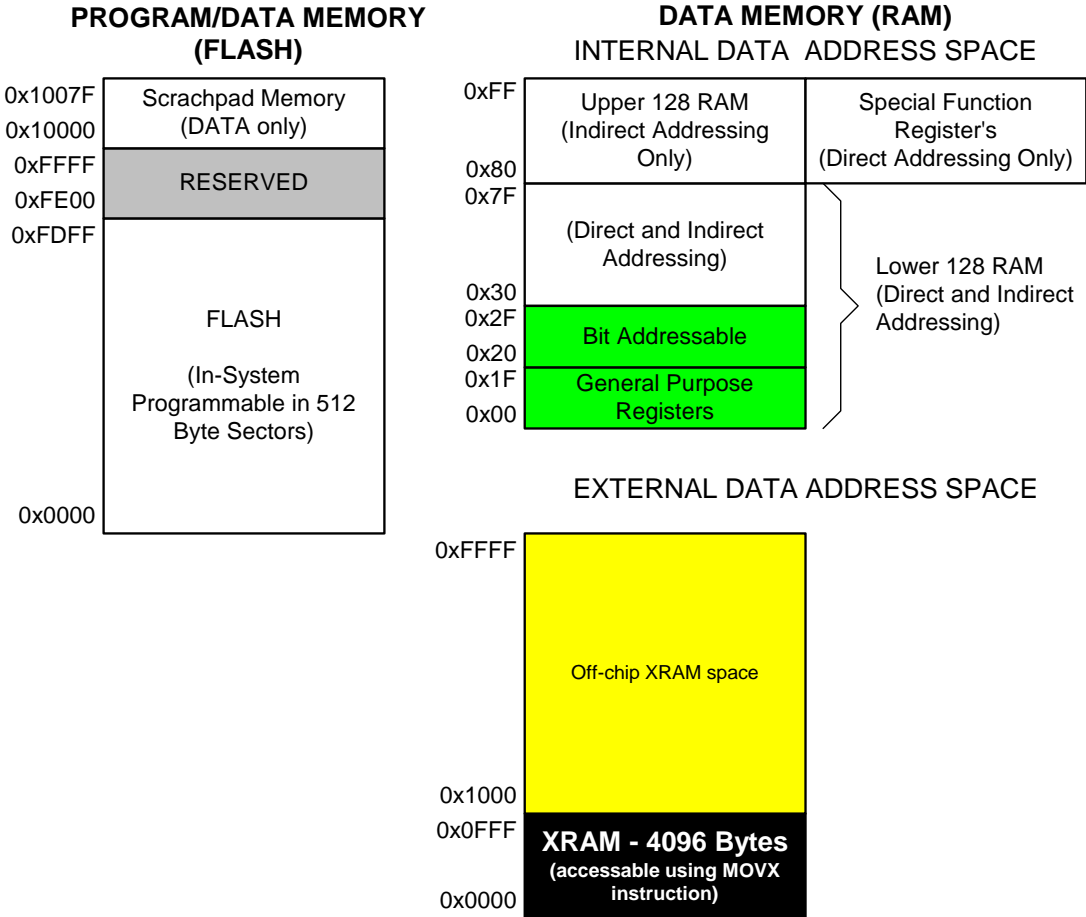 PROGRAM/DATA MEMORY
(FLASH)
0x1007F
0x10000
Scrachpad Memory
(DATA only)
0xFFFF
0xFE00
RESERVED
0xFDFF
FLASH
(In-System
Programmable in 512
Byte Sectors)
0x0000
DATA MEMORY (RAM)
INTERNAL DATA ADDRESS SPACE
0xFF
Upper 128 RAM
(Indirect Addressing
Only)
0x80
Special Function
Register's
(Direct Addressing Only)
0x7F
(Direct and Indirect
Addressing)
0x30
0x2F
Bit Addressable
0x20
0x1F
General Purpose
Registers
0x00
Lower 128 RAM
(Direct and Indirect
Addressing)
EXTERNAL DATA ADDRESS SPACE
0xFFFF
Off-chip XRAM space
0x1000
0x0FFF
XRAM - 4096 Bytes
(accessable using MOVX
instruction)
0x0000